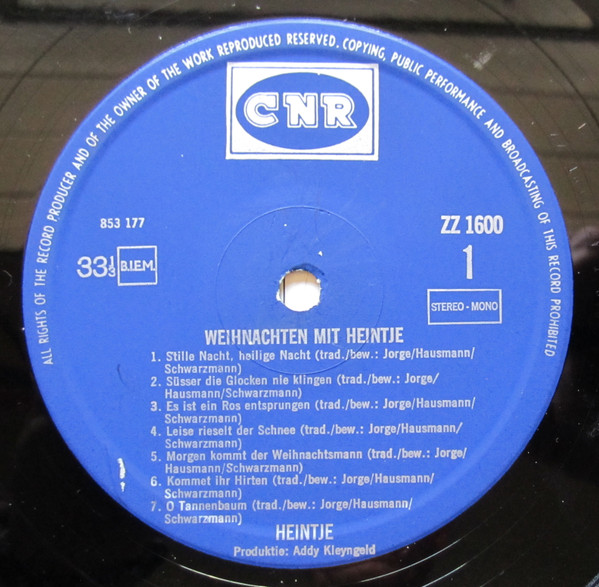 ALL RIGHTS OF THE RECORD PRODUCER AND OF THE OWNER OF THE WORK REPRODUCED RESERVED. COPYING, PUBLIC PERFORMANCE AND BROADCASTING OF THIS RECORD PROHIBITED
CNR
853 177
ZZ 1600
33⅓ B.I.E.M.
1
STEREO - MONO
WEIHNACHTEN MIT HEINTJE
1. Stille Nacht, heilige Nacht (trad./bew.: Jorge/Hausmann/
Schwarzmann)
2. Süsser die Glocken nie klingen (trad./bew.: Jorge/
Hausmann/Schwarzmann)
3. Es ist ein Ros entsprungen (trad./bew.: Jorge/Hausmann/
Schwarzmann)
4. Leise rieselt der Schnee (trad./bew.: Jorge/Hausmann/
Schwarzmann)
5. Morgen kommt der Weihnachtsmann (trad./bew.: Jorge/
Hausmann/Schwarzmann)
6. Kommet ihr Hirten (trad./bew.: Jorge/Hausmann/
Schwarzmann)
7. O Tannenbaum (trad./bew.: Jorge/Hausmann/
Schwarzmann)
HEINTJE
Produktie: Addy Kleyngeld